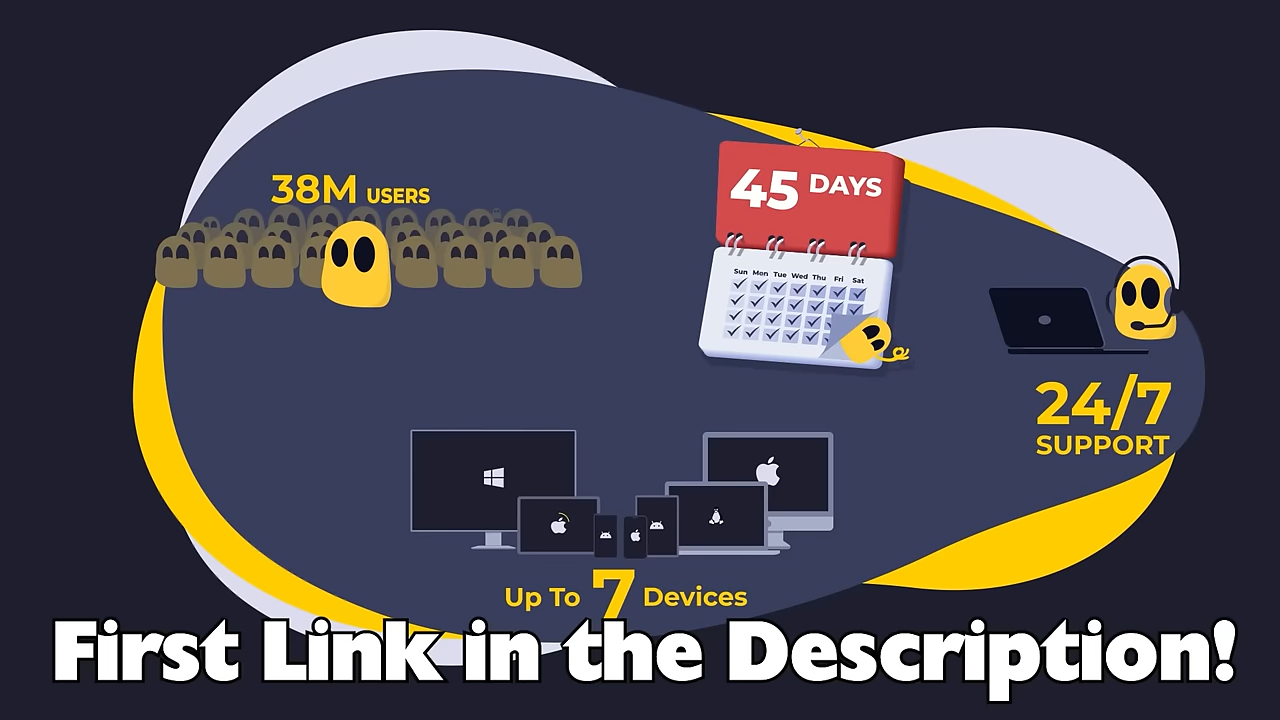 38M USERS
45 DAYS
Sun Mon Tue Wed Thu Fri Sat
24/7
SUPPORT
Up To 7 Devices
First Link in the Description!